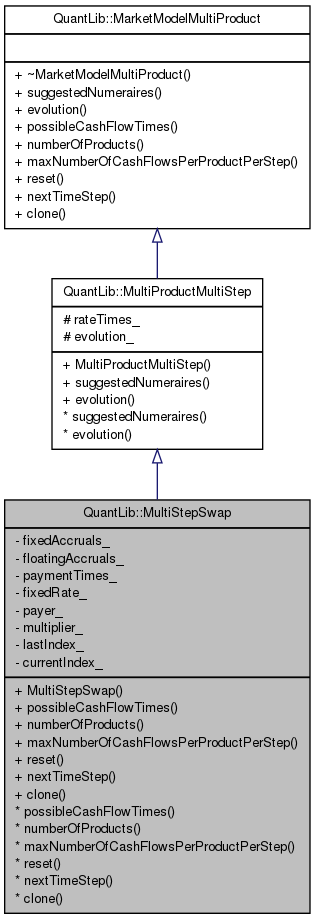 QuantLib::MarketModelMultiProduct
+ ~MarketModelMultiProduct()
+ suggestedNumeraires()
+ evolution()
+ possibleCashFlowTimes()
+ numberOfProducts()
+ maxNumberOfCashFlowsPerProductPerStep()
+ reset()
+ nextTimeStep()
+ clone()
QuantLib::MultiProductMultiStep
# rateTimes_
# evolution_
+ MultiProductMultiStep()
+ suggestedNumeraires()
+ evolution()
* suggestedNumeraires()
* evolution()
QuantLib::MultiStepSwap
- fixedAccruals_
- floatingAccruals_
- paymentTimes_
- fixedRate_
- payer_
- multiplier_
- lastIndex_
- currentIndex_
+ MultiStepSwap()
+ possibleCashFlowTimes()
+ numberOfProducts()
+ maxNumberOfCashFlowsPerProductPerStep()
+ reset()
+ nextTimeStep()
+ clone()
* possibleCashFlowTimes()
* numberOfProducts()
* maxNumberOfCashFlowsPerProductPerStep()
* reset()
* nextTimeStep()
* clone()